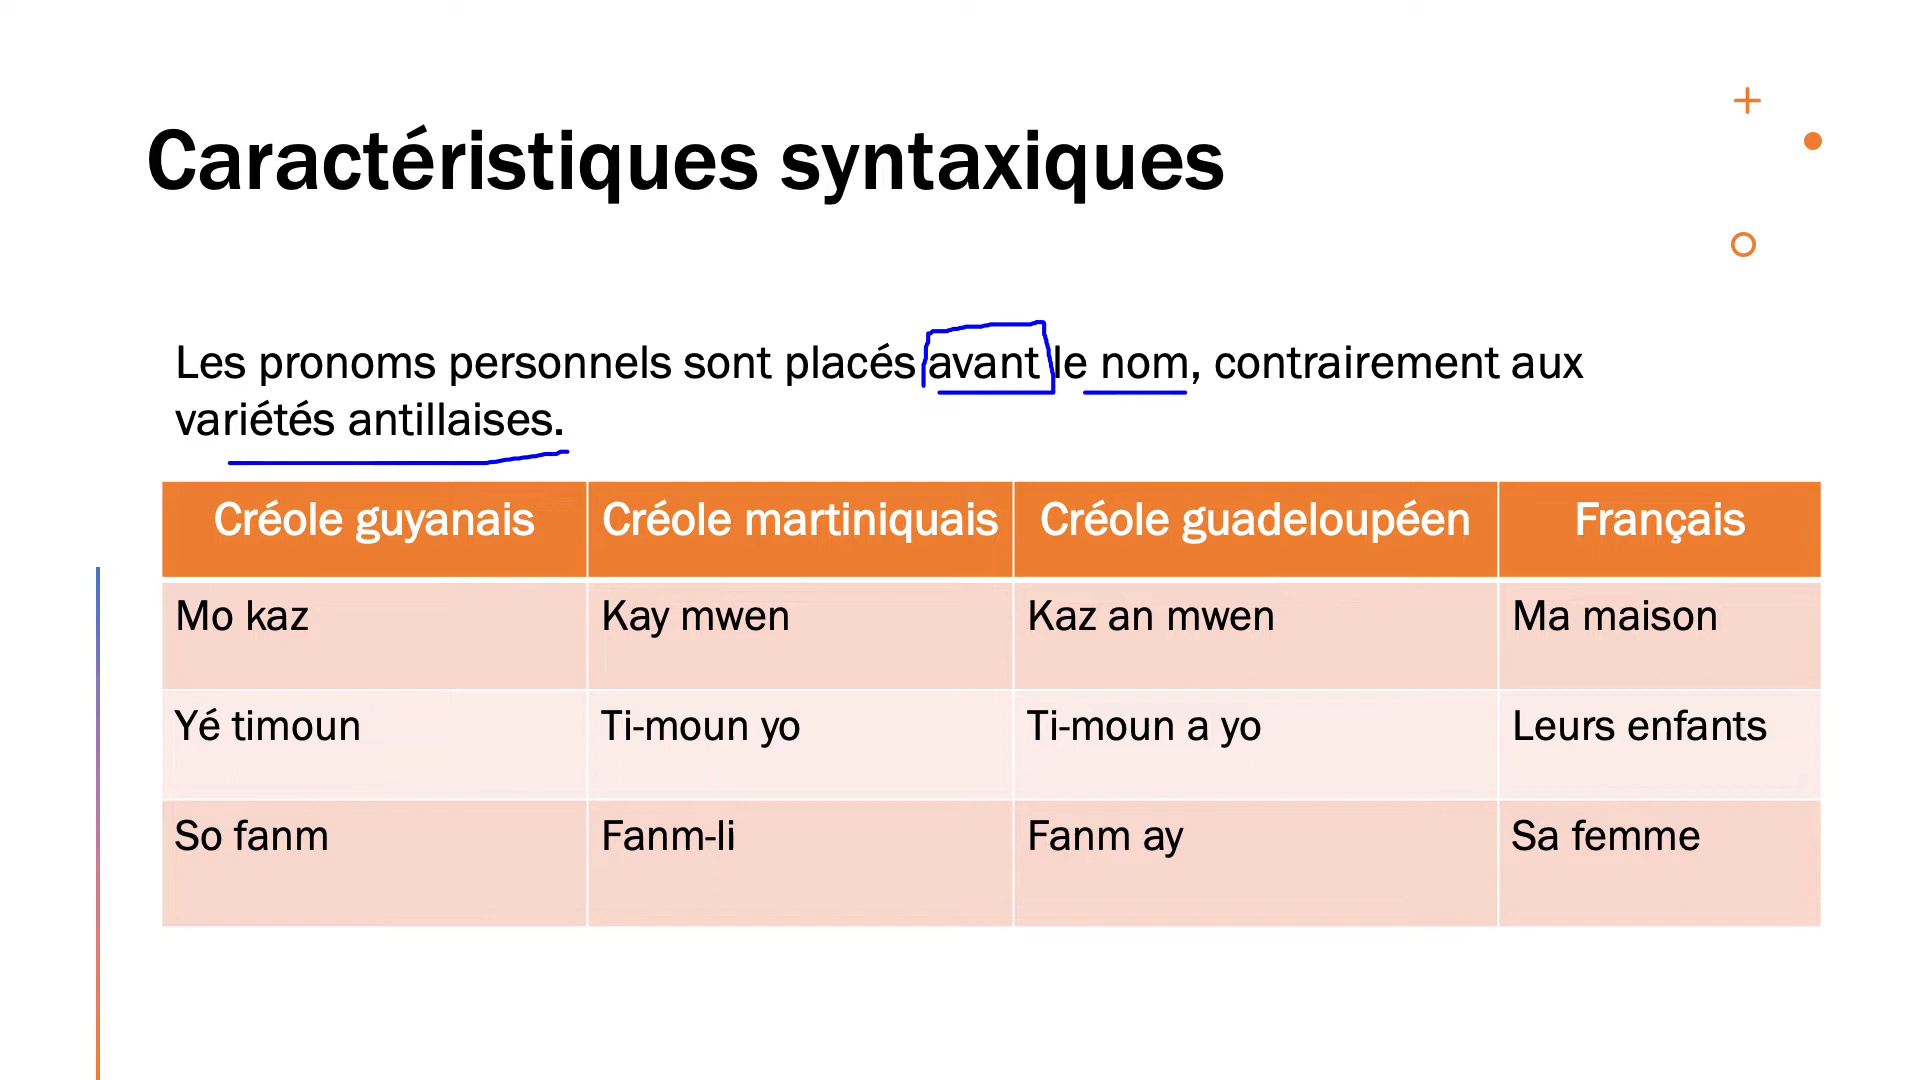 Caractéristiques syntaxiques
Les pronoms personnels sont placés avant le nom, contrairement aux
variétés antillaises.
Créole guyanais Créole martiniquais Créole guadeloupéen Français
Mo kaz Kay mwen Kaz an mwen Ma maison
Yé timoun Ti-moun yo Ti-moun a yo Leurs enfants
So fanm Fanm-li Fanm ay Sa femme